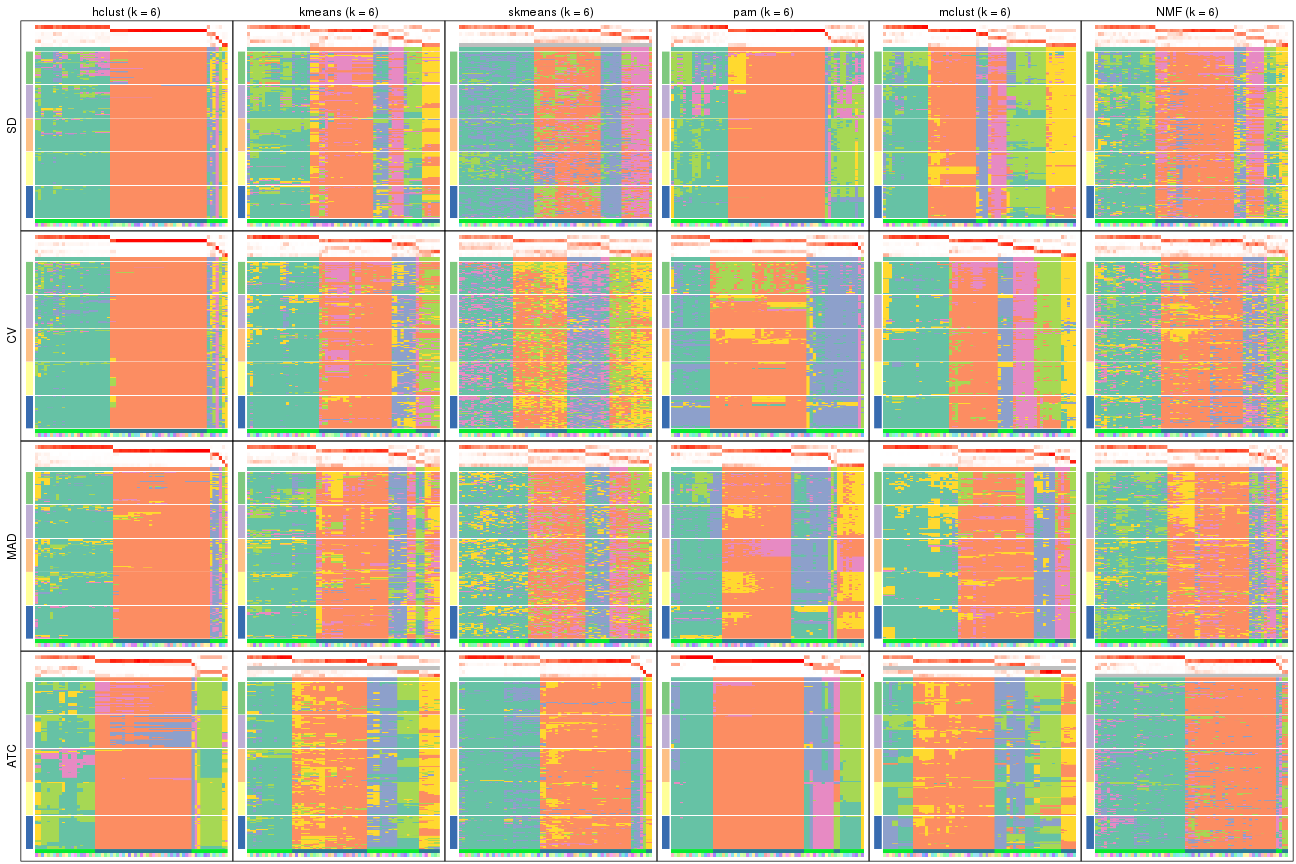 hclust (k = 6)
kmeans (k = 6)
skmeans (k = 6)
pam (k = 6)
mclust (k = 6)
NMF (k = 6)
SD
CV
MAD
ATC